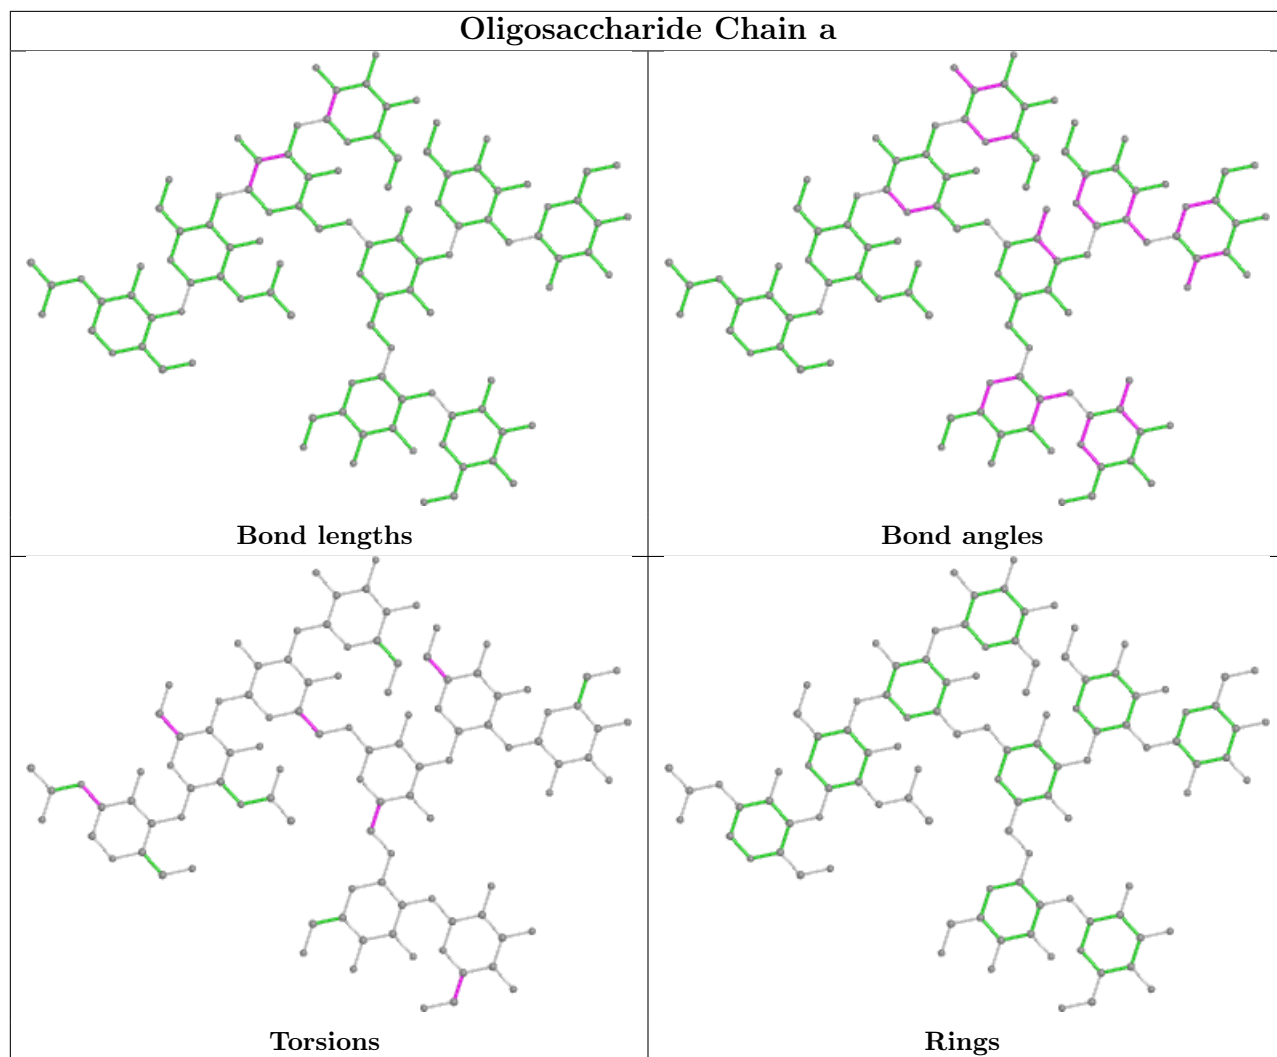 Oligosaccharide Chain a
Bond lengths
Bond angles
Torsions
Rings